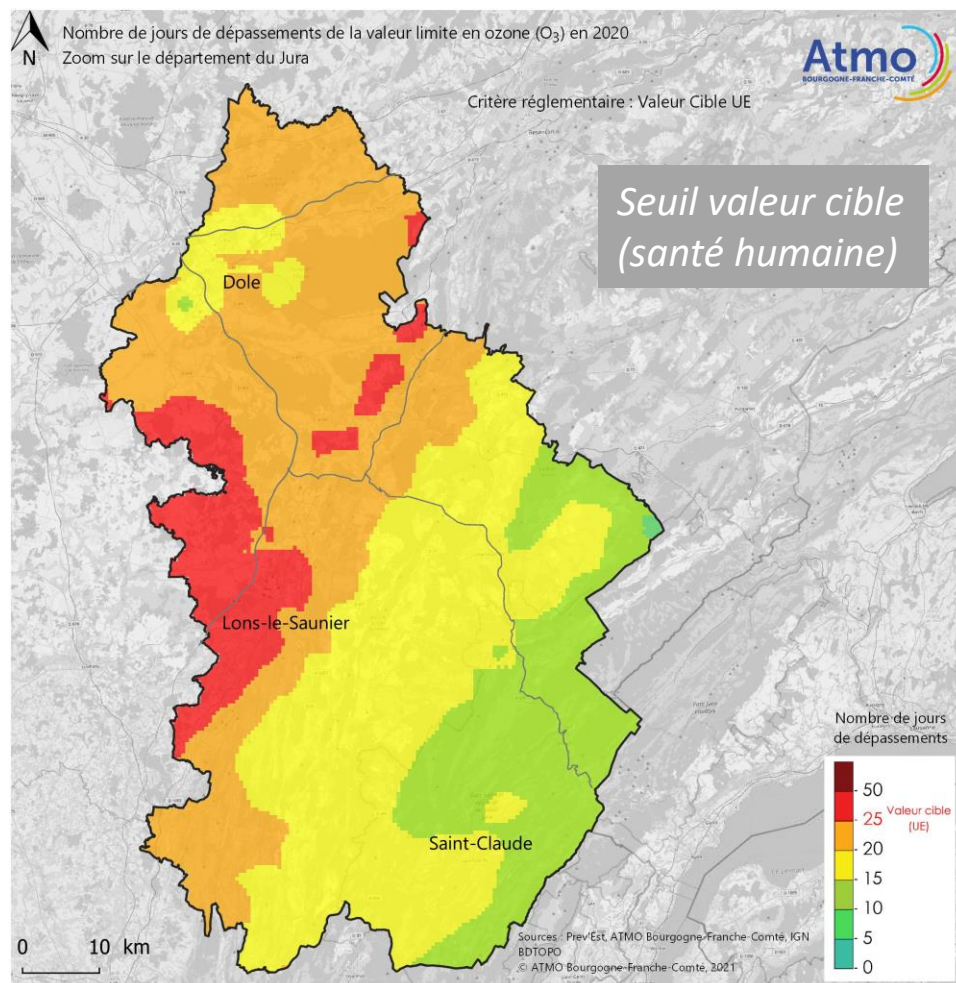 N
Nombre de jours de dépassements de la valeur limite en ozone (O₃) en 2020
Zoom sur le département du Jura
Atmo
BOURGOGNE-FRANCHE-COMTÉ
Critère réglementaire : Valeur Cible UE
Seuil valeur cible
(santé humaine)
Dole
Lons-le-Saunier
Saint-Claude
Nombre de jours
de dépassements
50
25 Valeur cible
(UE)
20
15
10
5
0
0 10 km
Sources : Prev'Est, ATMO Bourgogne-Franche-Comté, IGN
BDTOPO
© ATMO Bourgogne-Franche-Comté, 2021